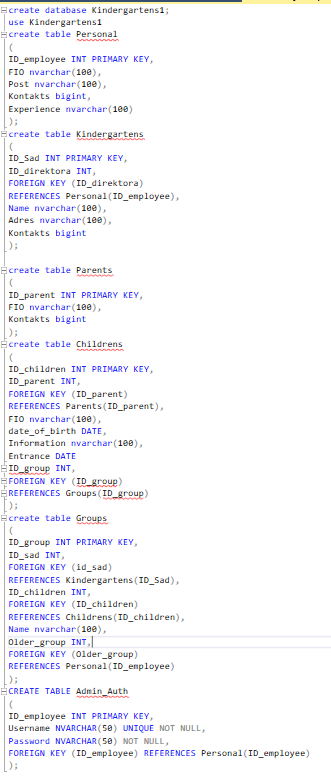 create database Kindergartens1;
use Kindergartens1
create table Personal
(
ID_employee INT PRIMARY KEY,
FIO nvarchar(100),
Post nvarchar(100),
Kontakts bigint,
Experience nvarchar(100)
);
create table Kindergartens
(
ID_Sad INT PRIMARY KEY,
ID_direktora INT,
FOREIGN KEY (ID_direktora)
REFERENCES Personal(ID_employee),
Name nvarchar(100),
Adres nvarchar(100),
Kontakts bigint
);
create table Parents
(
ID_parent INT PRIMARY KEY,
FIO nvarchar(100),
Kontakts bigint
);
create table Childrens
(
ID_children INT PRIMARY KEY,
ID_parent INT,
FOREIGN KEY (ID_parent)
REFERENCES Parents(ID_parent),
FIO nvarchar(100),
date_of_birth DATE,
Information nvarchar(100),
Entrance DATE
ID_group INT,
FOREIGN KEY (ID_group)
REFERENCES Groups(ID_group)
);
create table Groups
(
ID_group INT PRIMARY KEY,
ID_sad INT,
FOREIGN KEY (id_sad)
REFERENCES Kindergartens(ID_Sad),
ID_children INT,
FOREIGN KEY (ID_children)
REFERENCES Childrens(ID_children),
Name nvarchar(100),
Older_group INT,
FOREIGN KEY (Older_group)
REFERENCES Personal(ID_employee)
);
CREATE TABLE Admin_Auth
(
ID_employee INT PRIMARY KEY,
Username NVARCHAR(50) UNIQUE NOT NULL,
Password NVARCHAR(50) NOT NULL,
FOREIGN KEY (ID_employee) REFERENCES Personal(ID_employee)
);